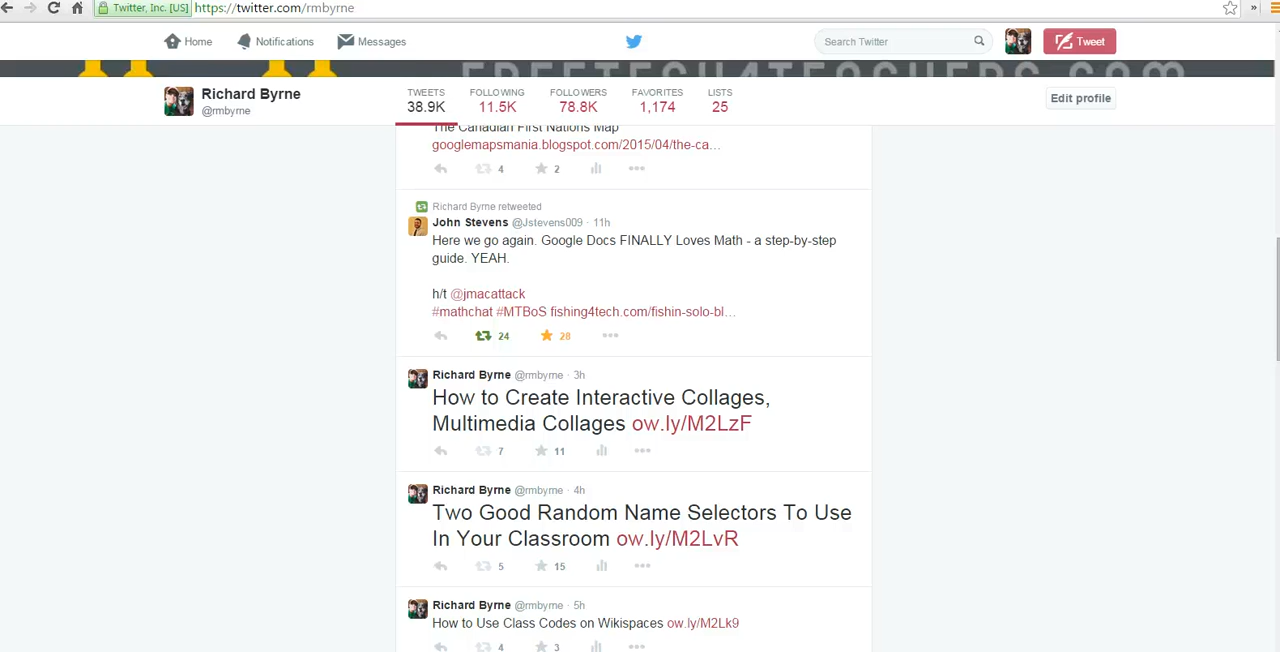 Twitter, Inc. [US] https://twitter.com/rmbyrne
Home Notifications Messages Search Twitter Tweet
FREETECH4TEACHERS.COM
Richard Byrne
@rmbyrne
TWEETS FOLLOWING FOLLOWERS FAVORITES LISTS
38.9K 11.5K 78.8K 1,174 25
Edit profile
The Canadian First Nations Map
googlemapsmania.blogspot.com/2015/04/the-ca…
4 2
Richard Byrne retweeted
John Stevens @Jstevens009 · 11h
Here we go again. Google Docs FINALLY Loves Math - a step-by-step
guide. YEAH.
h/t @jmacattack
#mathchat #MTBoS fishing4tech.com/fishin-solo-bl…
24 28
Richard Byrne @rmbyrne · 3h
How to Create Interactive Collages,
Multimedia Collages ow.ly/M2LzF
7 11
Richard Byrne @rmbyrne · 4h
Two Good Random Name Selectors To Use
In Your Classroom ow.ly/M2LvR
5 15
Richard Byrne @rmbyrne · 5h
How to Use Class Codes on Wikispaces ow.ly/M2Lk9
4 3